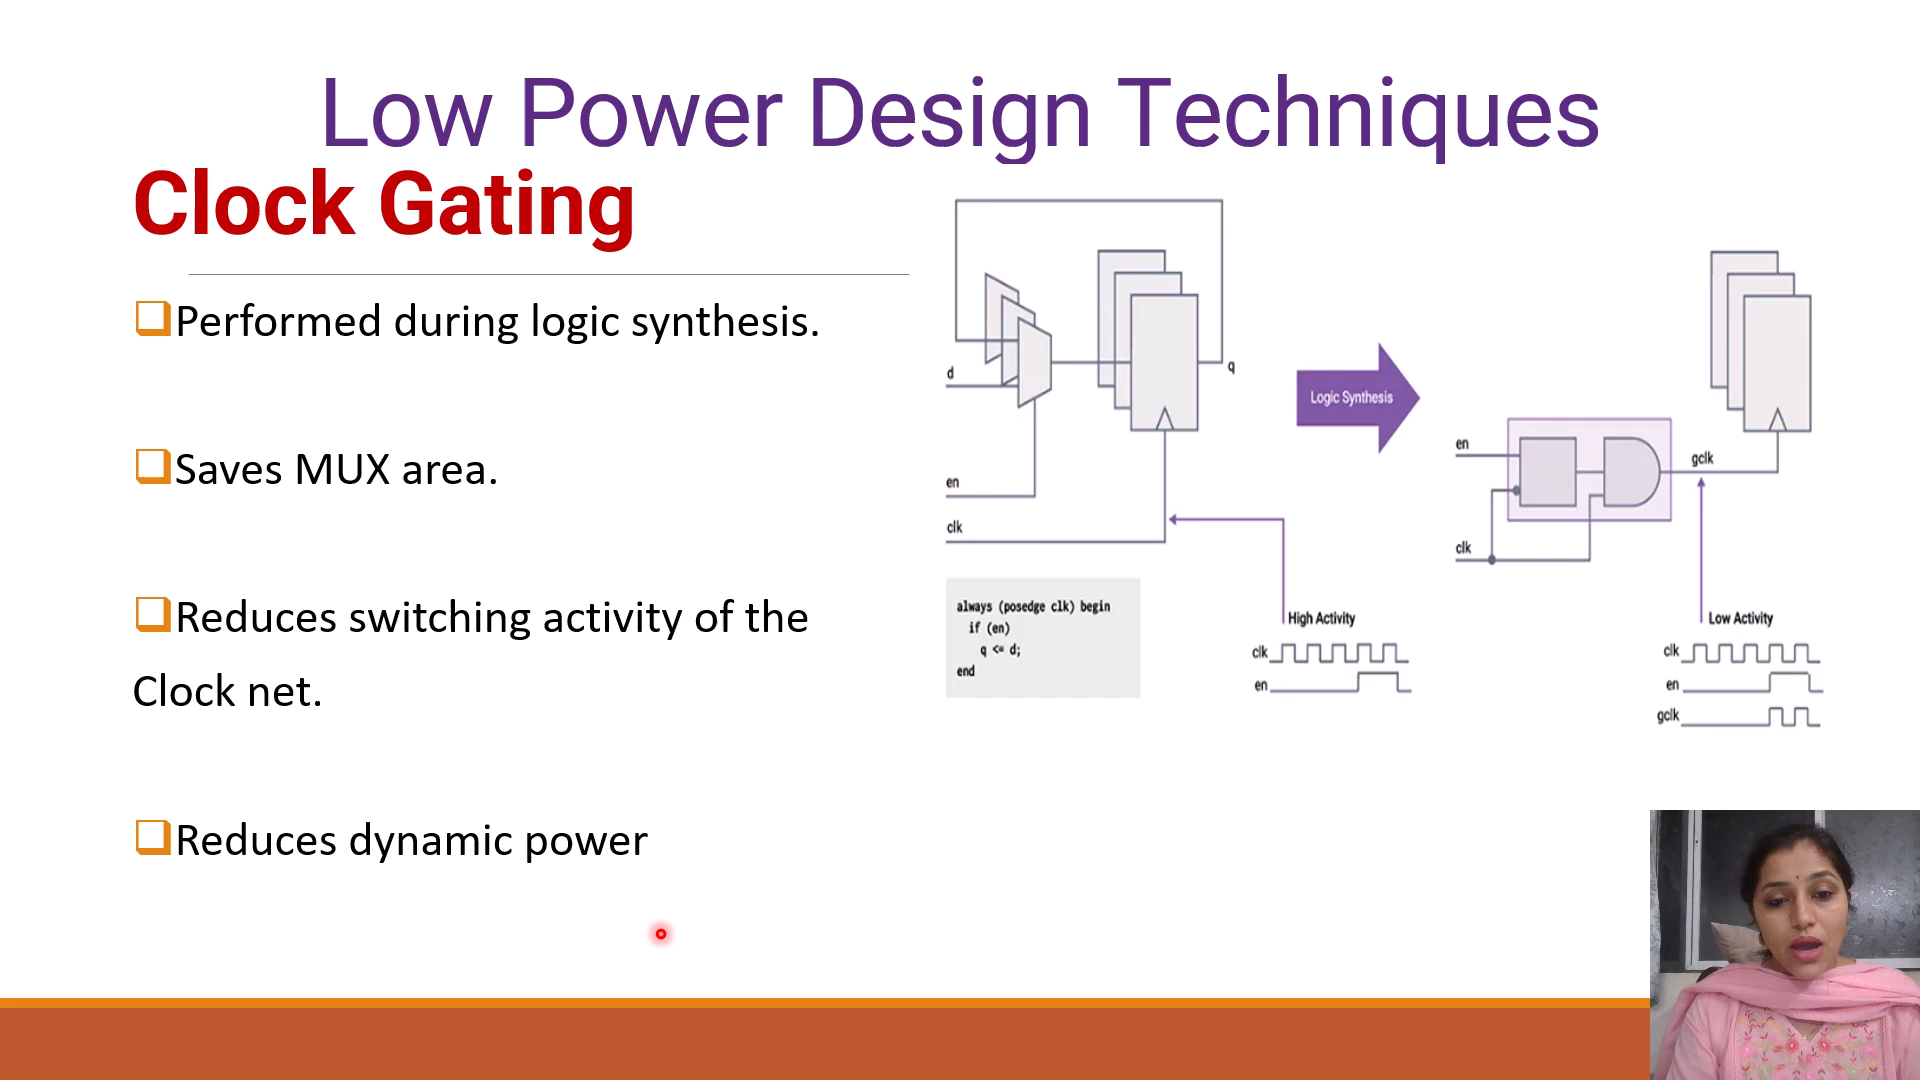 Low Power Design Techniques
Clock Gating
Performed during logic synthesis.
Saves MUX area.
Reduces switching activity of the
Clock net.
Reduces dynamic power
d
q
en
clk
always (posedge clk) begin
if (en)
q <= d;
end
High Activity
clk
en
Logic Synthesis
en
gclk
clk
Low Activity
clk
en
gclk